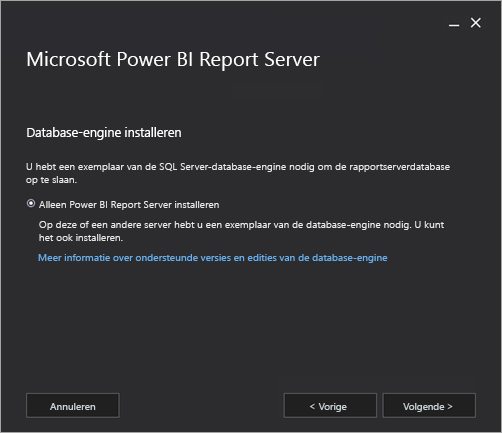 Microsoft Power BI Report Server
Database-engine installeren
U hebt een exemplaar van de SQL Server-database-engine nodig om de rapportserverdatabase
op te slaan.
Alleen Power BI Report Server installeren
Op deze of een andere server hebt u een exemplaar van de database-engine nodig. U kunt
het ook installeren.
Meer informatie over ondersteunde versies en edities van de database-engine
Annuleren
< Vorige
Volgende >